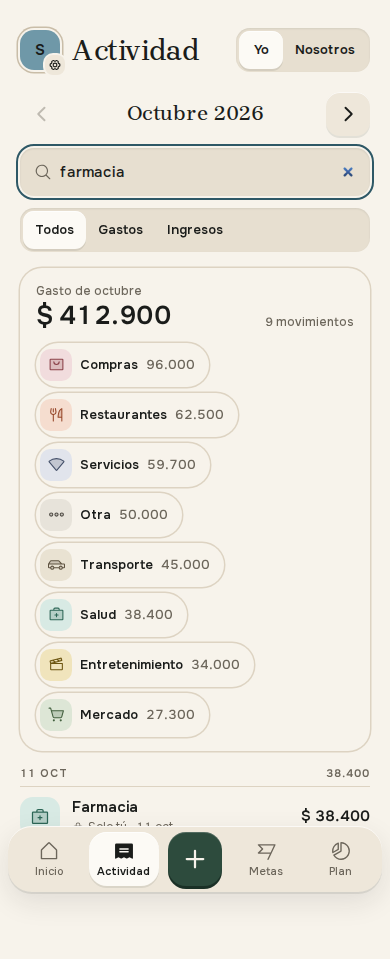 S
Actividad
Yo
Nosotros
Octubre 2026
farmacia
Todos
Gastos
Ingresos
Gasto de octubre
$ 412.900
9 movimientos
Compras 96.000
Restaurantes 62.500
Servicios 59.700
Otra 50.000
Transporte 45.000
Salud 38.400
Entretenimiento 34.000
Mercado 27.300
11 OCT
38.400
Farmacia
$ 38.400
Inicio
Actividad
Metas
Plan